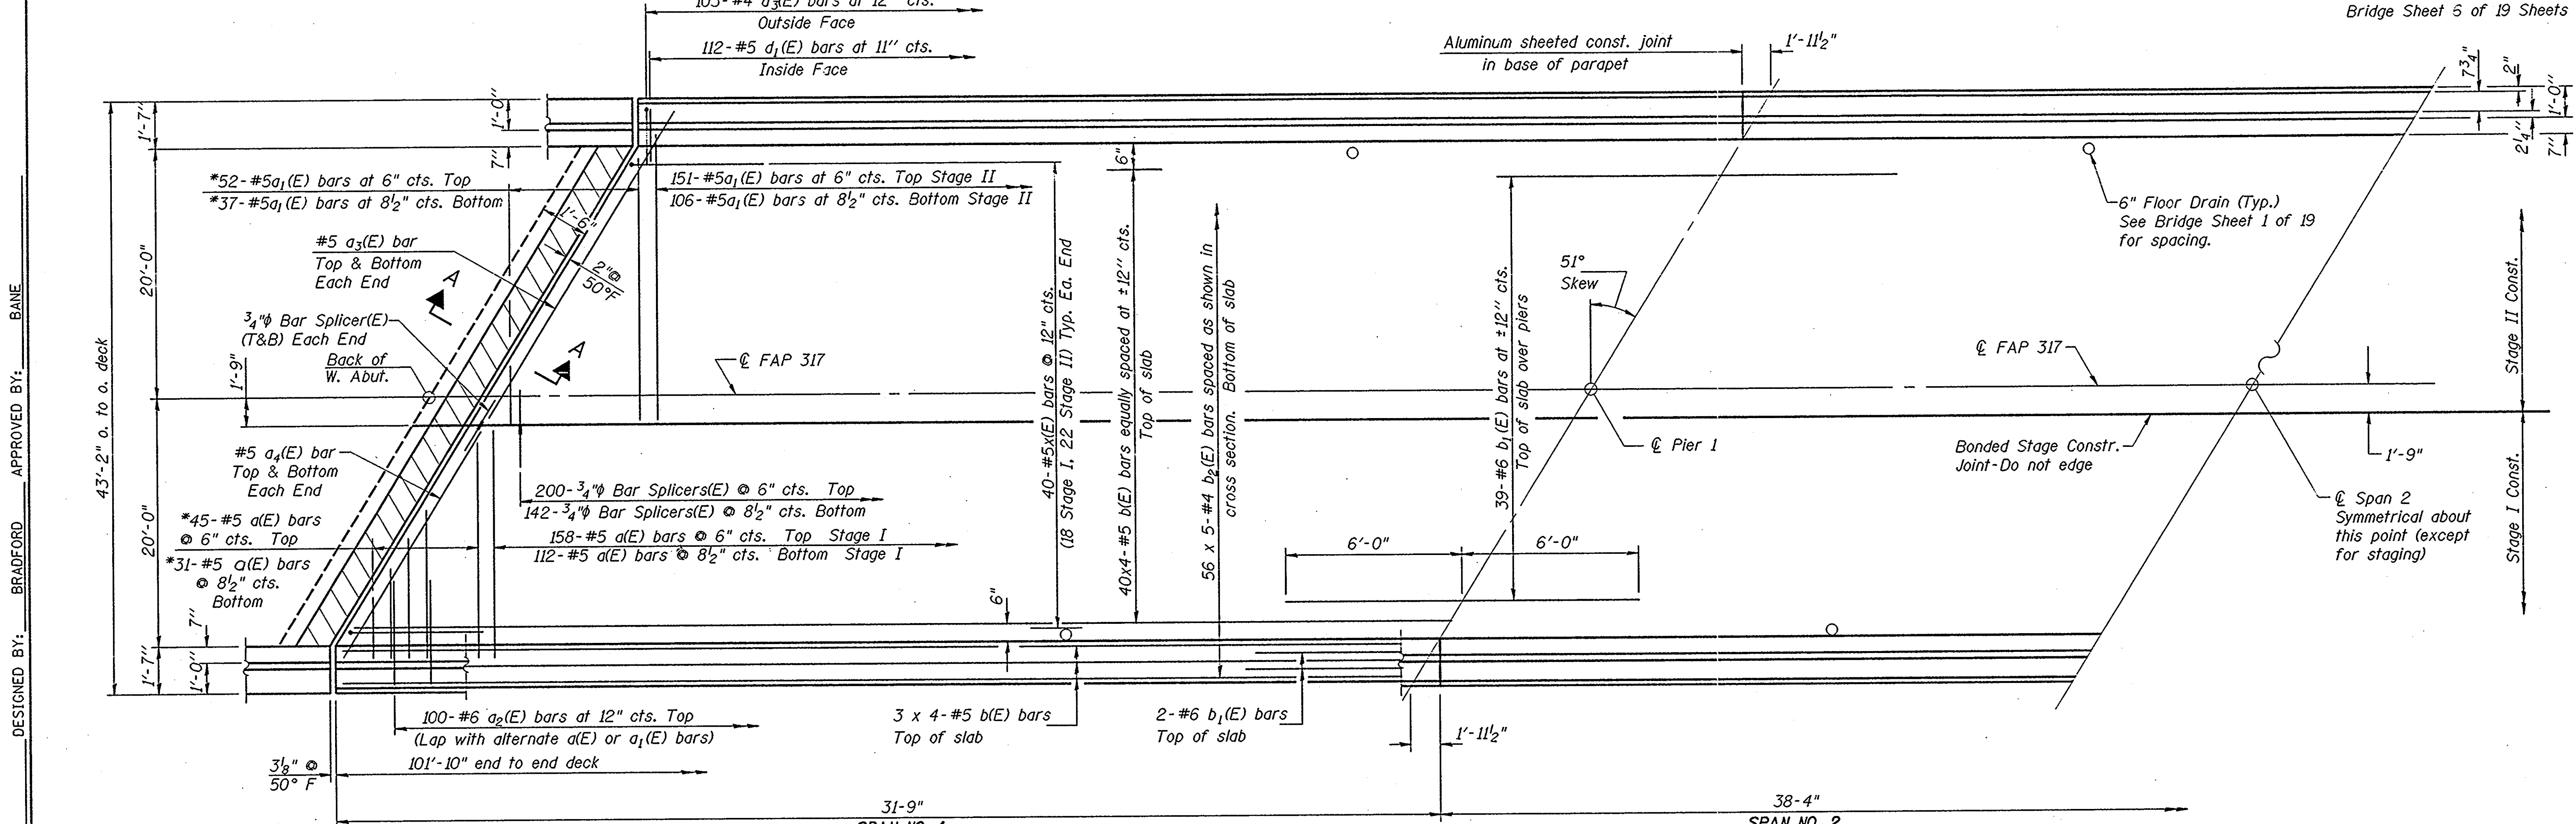 105-#4 a3(E) bars at 12" cts.
Outside Face
112-#5 d1(E) bars at 11" cts.
Inside Face
Bridge Sheet 6 of 19 Sheets
Aluminum sheeted const. joint
in base of parapet
1'-11½"
7¾"
2"
1'-0"
2¼"
7"
1'-7"
1'-0"
7"
6"
*52-#5a1(E) bars at 6" cts. Top
*37-#5a1(E) bars at 8½" cts. Bottom
151-#5a1(E) bars at 6" cts. Top Stage II
106-#5a1(E) bars at 8½" cts. Bottom Stage II
6" Floor Drain (Typ.)
See Bridge Sheet 1 of 19
for spacing.
1'-6"
#5 a3(E) bar
Top & Bottom
Each End
2"@
50°F
A
51°
Skew
20'-0"
43'-2" o. to o. deck
¾"φ Bar Splicer(E)
(T&B) Each End
Back of
W. Abut.
A
1'-9"
℄ FAP 317
℄ FAP 317
40-#5x(E) bars @ 12" cts.
(18 Stage I, 22 Stage II) Typ. Ea. End
40x4-#5 b(E) bars equally spaced at ±12" cts.
Top of slab
56 x 5-#4 b2(E) bars spaced as shown in
cross section. Bottom of slab
39-#6 b1(E) bars at ±12" cts.
Top of slab over piers
Stage II Const.
℄ Pier 1
Bonded Stage Constr.
Joint-Do not edge
1'-9"
#5 a4(E) bar
Top & Bottom
Each End
200-¾"φ Bar Splicers(E) @ 6" cts. Top
142-¾"φ Bar Splicers(E) @ 8½" cts. Bottom
℄ Span 2
Symmetrical about
this point (except
for staging)
Stage I Const.
*45-#5 a(E) bars
@ 6" cts. Top
*31-#5 a(E) bars
@ 8½" cts.
Bottom
158-#5 a(E) bars @ 6" cts. Top Stage I
112-#5 a(E) bars @ 8½" cts. Bottom Stage I
20'-0"
6'-0"
6'-0"
6"
7"
1'-7"
1'-0"
100-#6 a2(E) bars at 12" cts. Top
(Lap with alternate a(E) or a1(E) bars)
3 x 4-#5 b(E) bars
Top of slab
2-#6 b1(E) bars
Top of slab
1'-11½"
3⅛" @
50° F
101'-10" end to end deck
31-9"
38-4"
SPAN NO. 2
DESIGNED BY: BRADFORD APPROVED BY: BANE